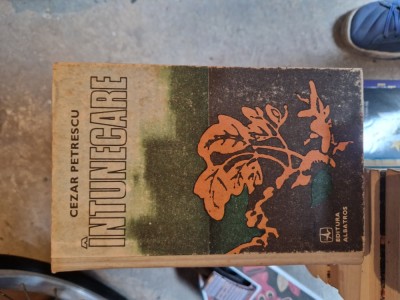 CEZAR PETRESCU
ÎNTUNECARE
EDITURA
ALBATROS